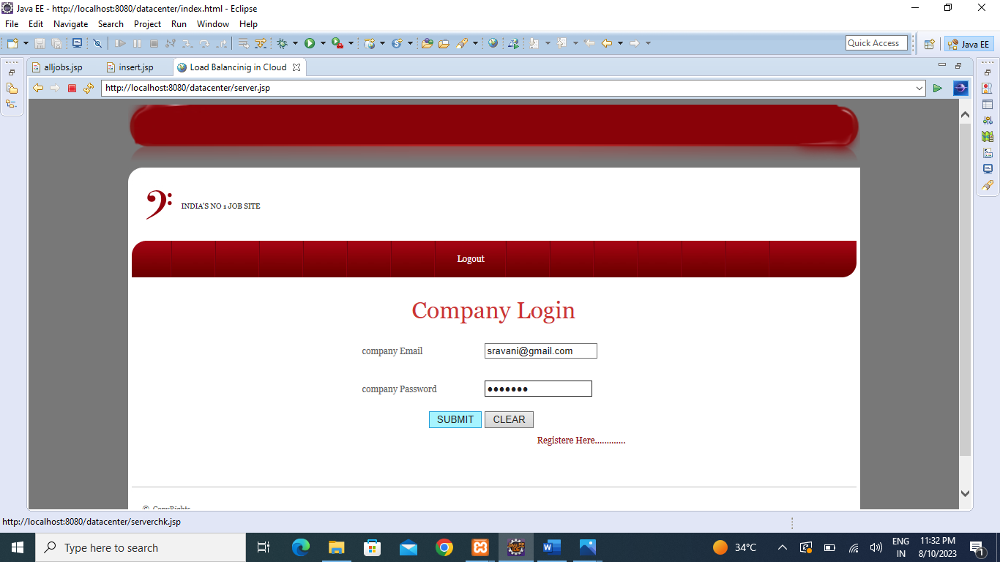 Java EE - http://localhost:8080/datacenter/index.html - Eclipse
File Edit Navigate Search Project Run Window Help
Quick Access
Java EE
alljobs.jsp
insert.jsp
Load Balancinig in Cloud
http://localhost:8080/datacenter/server.jsp
INDIA'S NO 1 JOB SITE
Logout
Company Login
company Email
sravani@gmail.com
company Password
●●●●●●●
SUBMIT CLEAR
Registere Here.............
© CopyRights
http://localhost:8080/datacenter/serverchk.jsp
Type here to search
34°C
ENG
IN
11:32 PM
8/10/2023
1